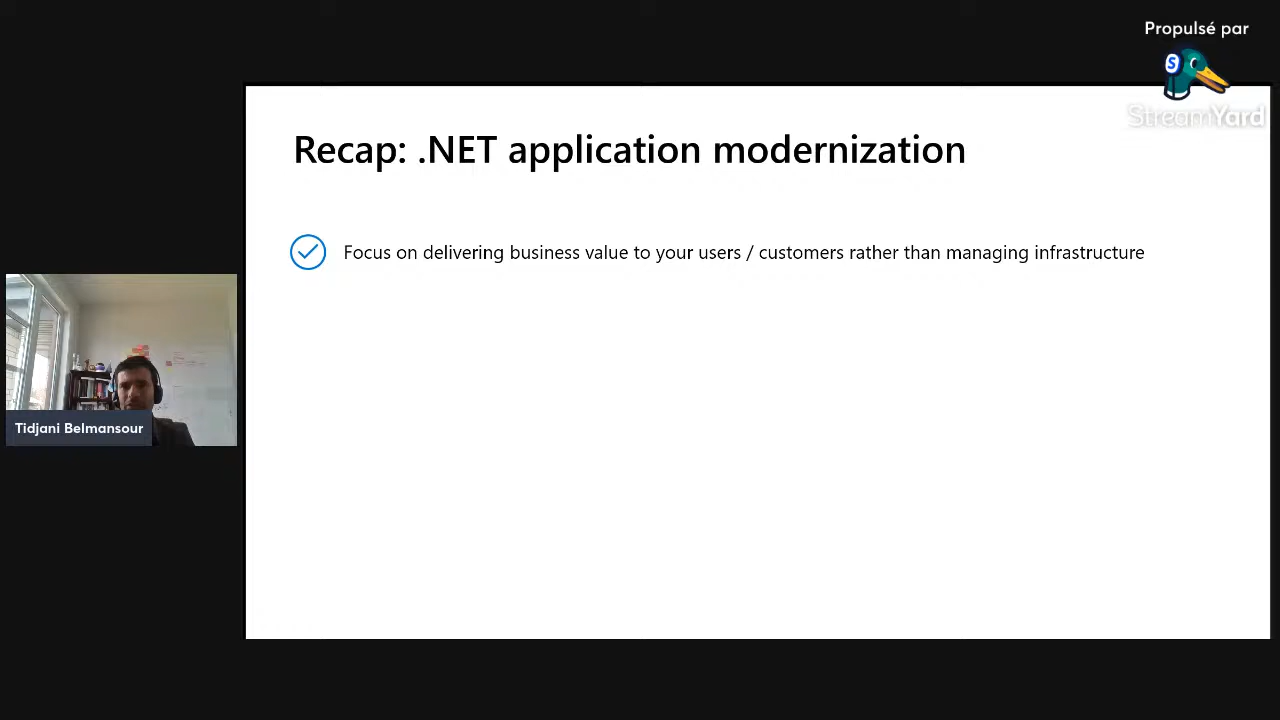 Propulsé par
StreamYard
Recap: .NET application modernization
Focus on delivering business value to your users / customers rather than managing infrastructure
Tidjani Belmansour